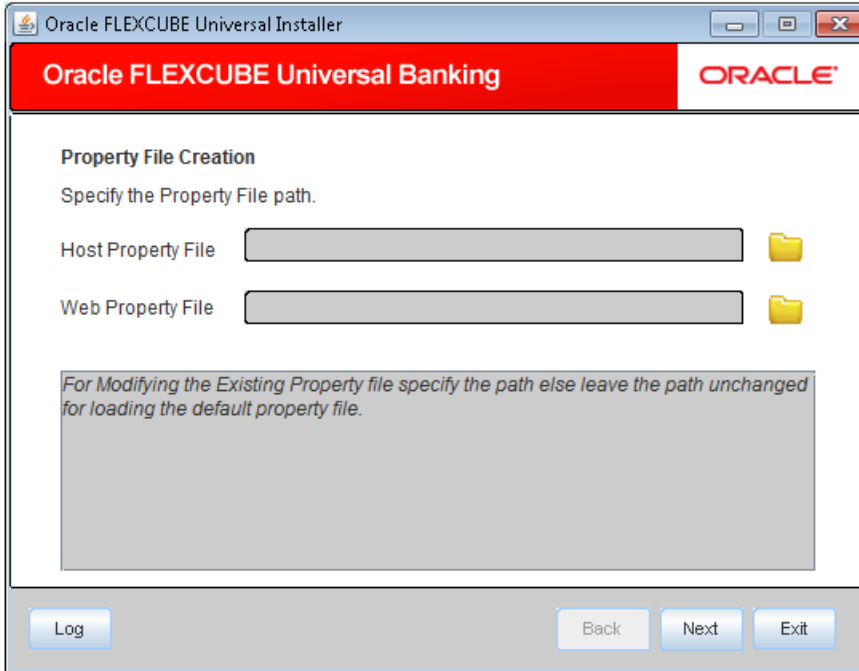 Oracle FLEXCUBE Universal Installer
Oracle FLEXCUBE Universal Banking
ORACLE
Property File Creation
Specify the Property File path.
Host Property File
Web Property File
For Modifying the Existing Property file specify the path else leave the path unchanged
for loading the default property file.
Log
Back
Next
Exit